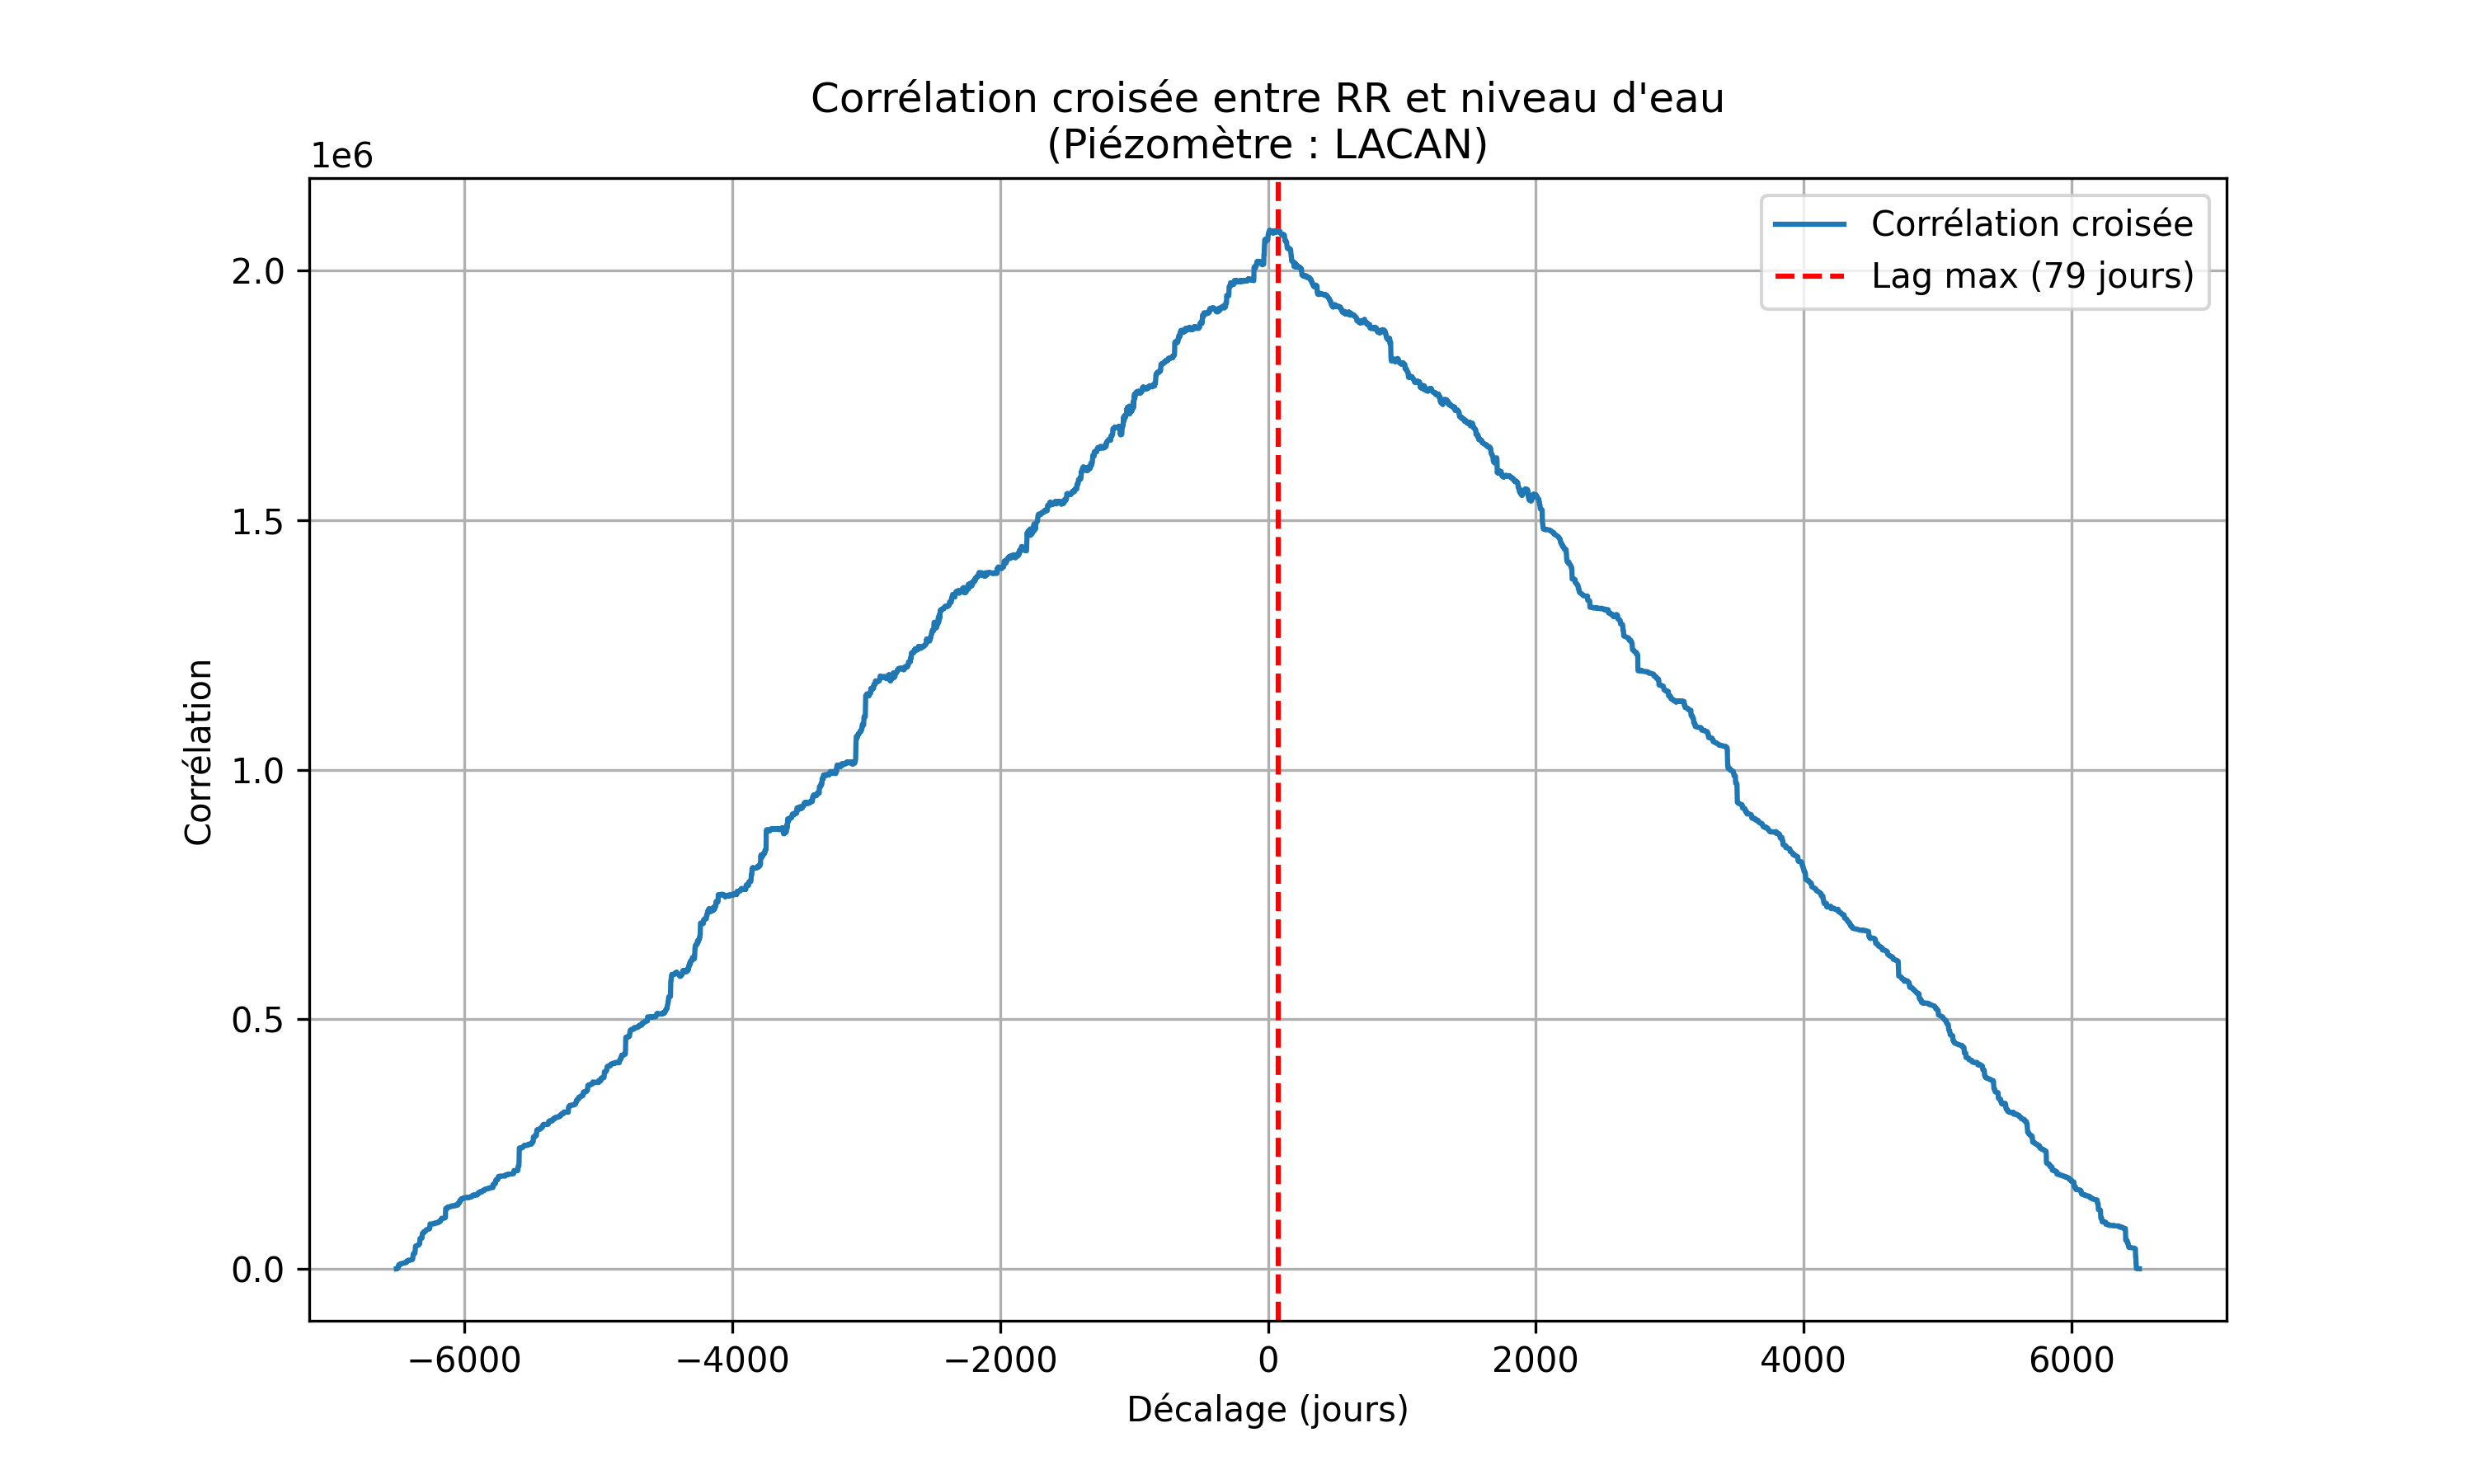 Corrélation croisée entre RR et niveau d'eau
(Piézomètre : LACAN)
1e6
Corrélation croisée
Lag max (79 jours)
2.0
1.5
1.0
0.5
0.0
Corrélation
−6000 −4000 −2000 0 2000 4000 6000
Décalage (jours)